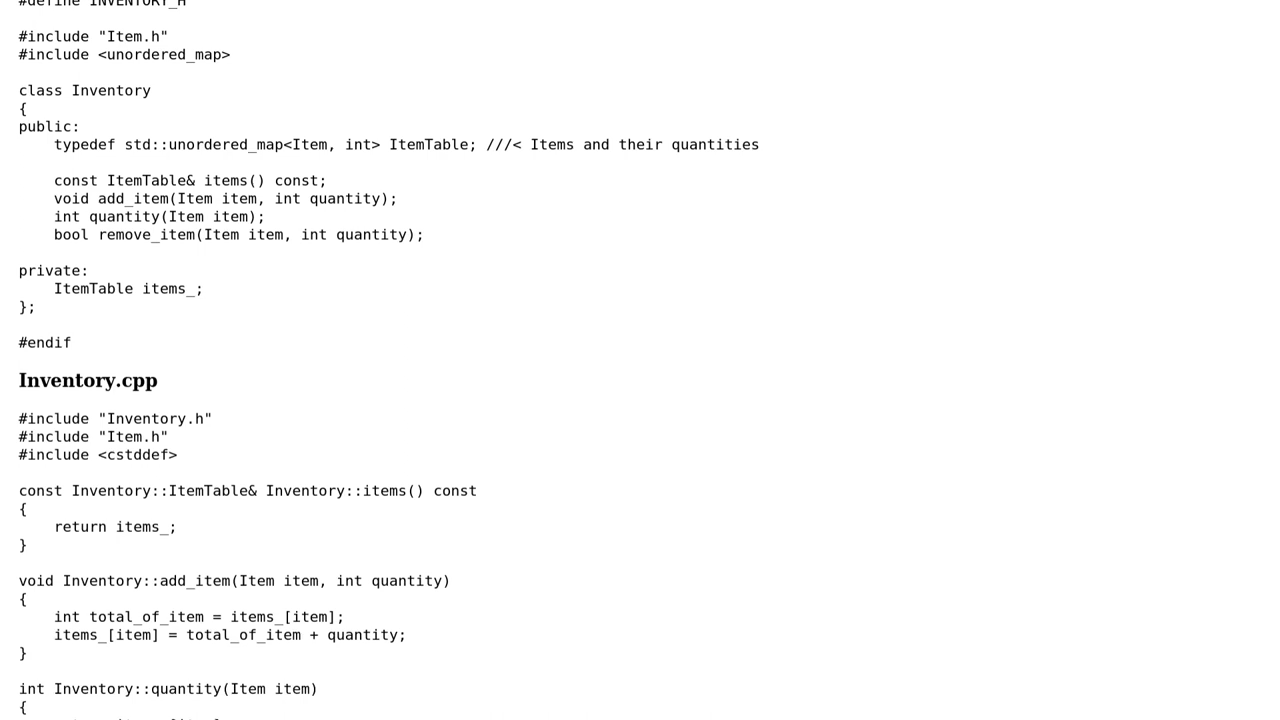 #define INVENTORY_H
#include "Item.h"
#include <unordered_map>
class Inventory
{
public:
    typedef std::unordered_map<Item, int> ItemTable; ///< Items and their quantities
    const ItemTable& items() const;
    void add_item(Item item, int quantity);
    int quantity(Item item);
    bool remove_item(Item item, int quantity);
private:
    ItemTable items_;
};
#endif
Inventory.cpp
#include "Inventory.h"
#include "Item.h"
#include <cstddef>
const Inventory::ItemTable& Inventory::items() const
{
    return items_;
}
void Inventory::add_item(Item item, int quantity)
{
    int total_of_item = items_[item];
    items_[item] = total_of_item + quantity;
}
int Inventory::quantity(Item item)
{